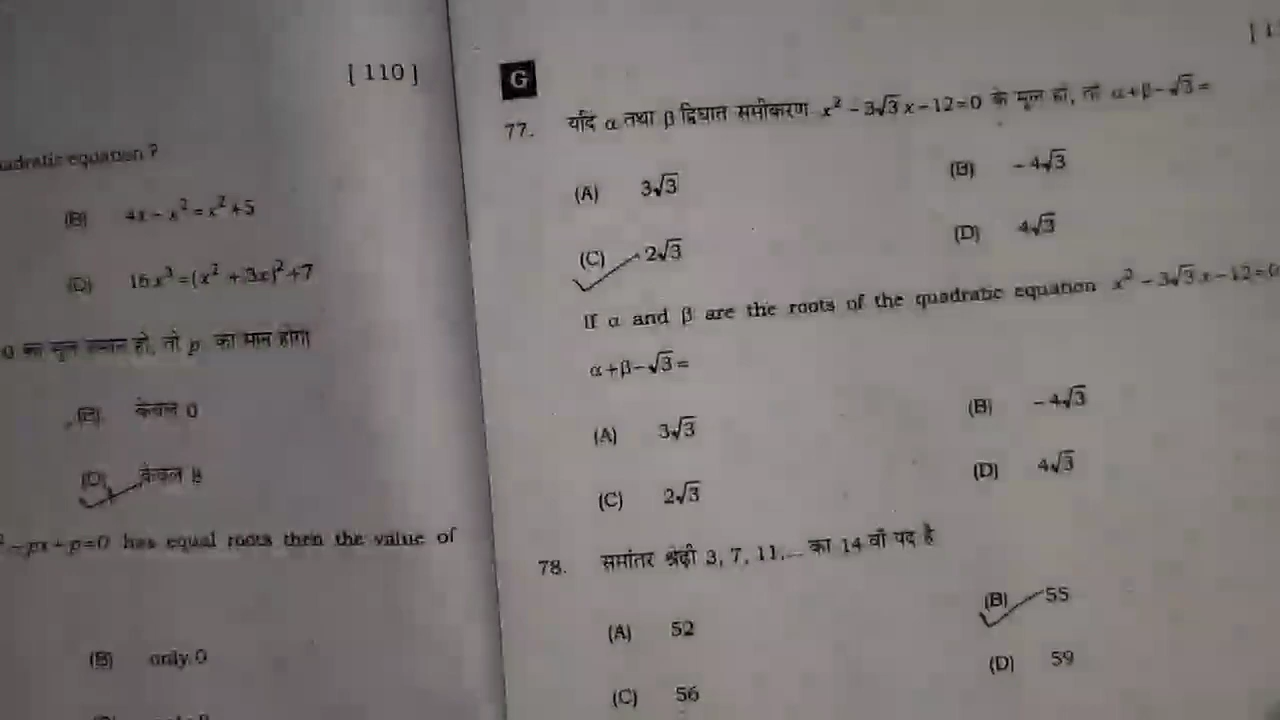 [ 110 ]
quadratic equation ?
(B) 4x – x² = x² + 5
(D) 16x³ = (x² + 3x)² + 7
हो, तो p का मान होगा
(B) केवल 0
(D) केवल 8
– px + p = 0 has equal roots then the value of
(B) only 0
G
77. यदि α तथा β द्विघात समीकरण x² – 3√3 x – 12 = 0 के मूल हों, तो α + β – √3 =
(A) 3√3
(B) – 4√3
(C) 2√3
(D) 4√3
If α and β are the roots of the quadratic equation x² – 3√3 x – 12 = 0
α + β – √3 =
(A) 3√3
(B) – 4√3
(C) 2√3
(D) 4√3
78. समांतर श्रेढ़ी 3, 7, 11,... का 14 वाँ पद है
(A) 52
(B) 55
(C) 56
(D) 59